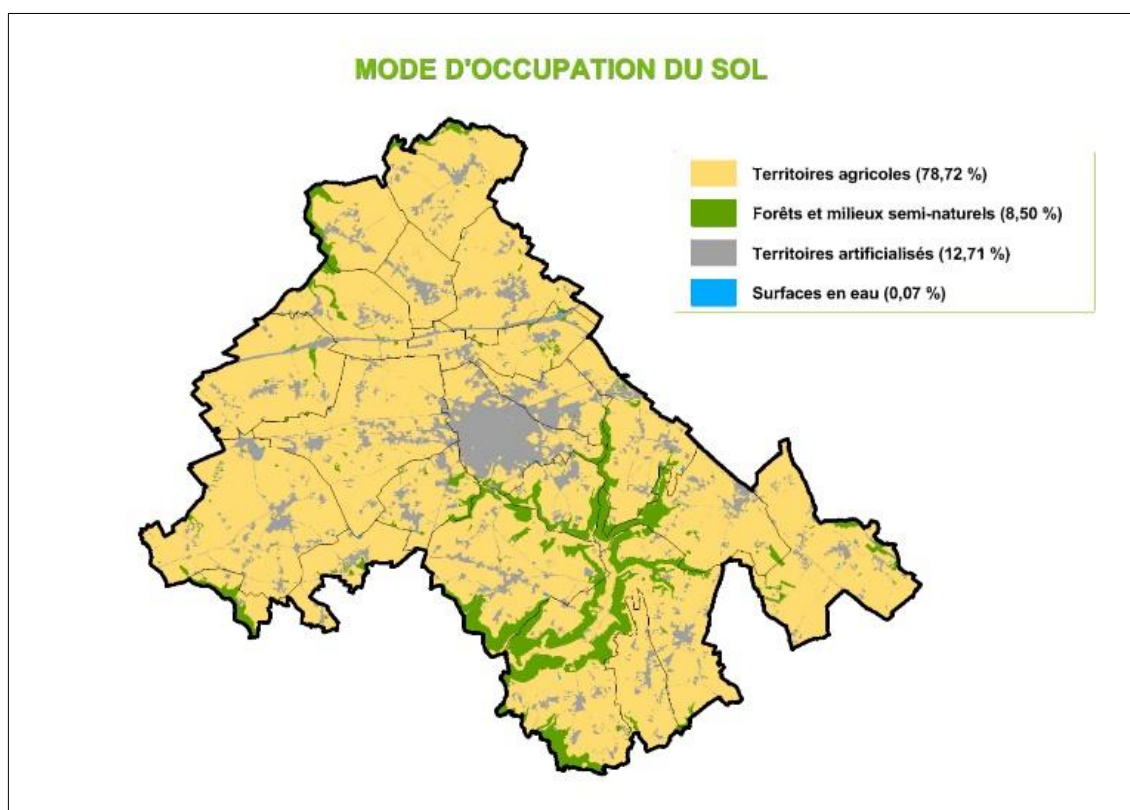 MODE D'OCCUPATION DU SOL
Territoires agricoles (78,72 %)
Forêts et milieux semi-naturels (8,50 %)
Territoires artificialisés (12,71 %)
Surfaces en eau (0,07 %)